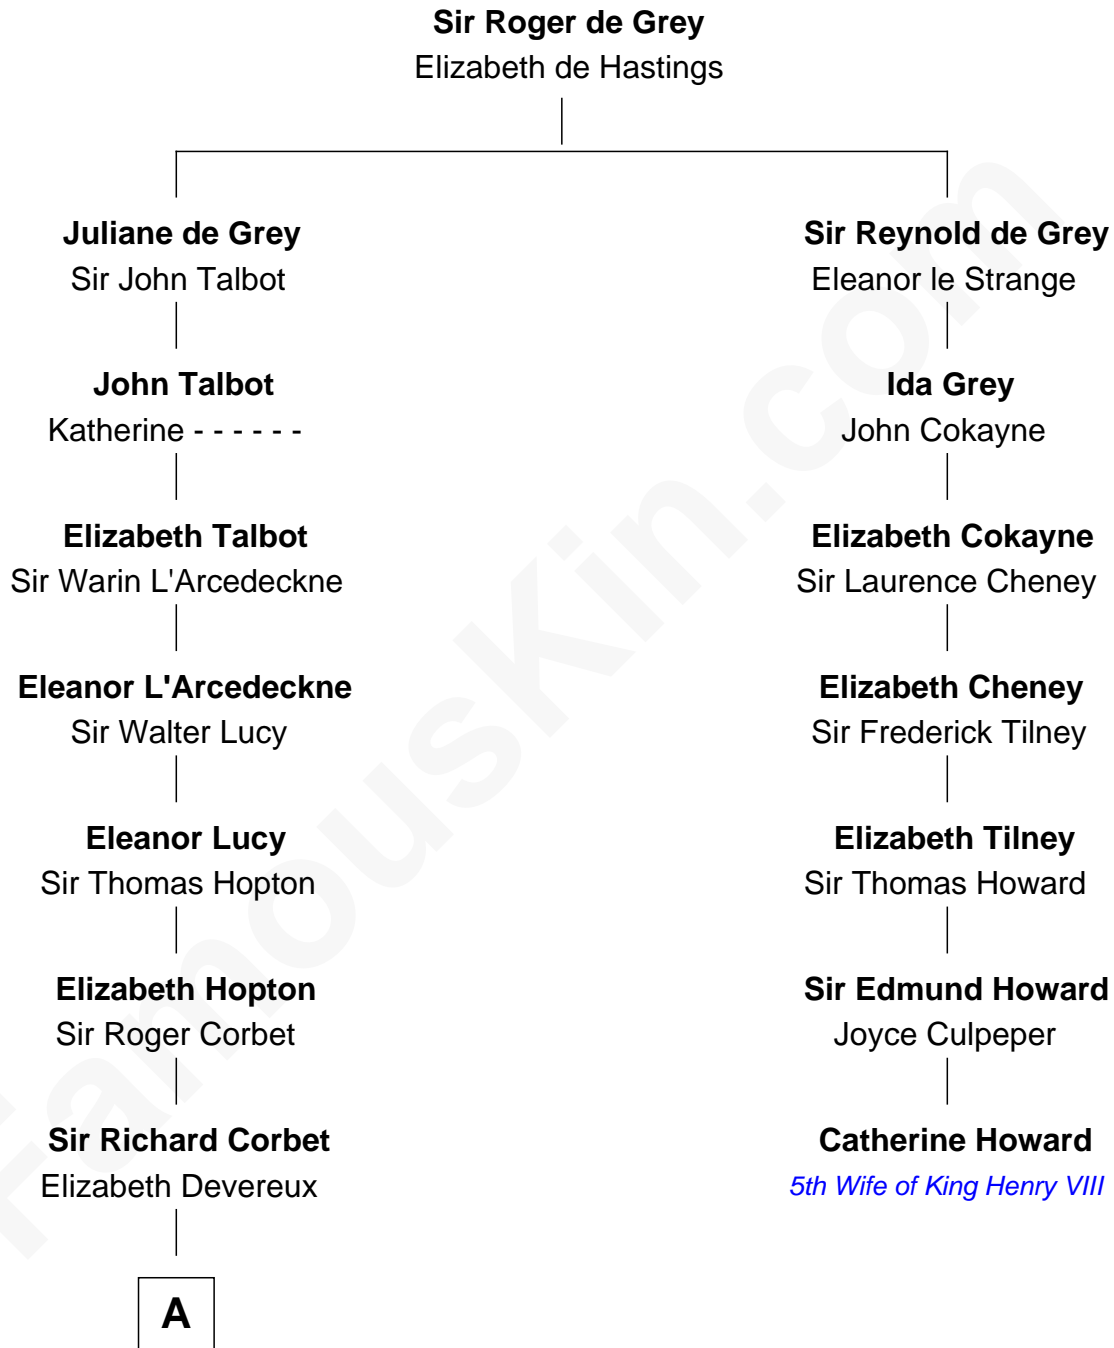 Sir Roger de Grey
Elizabeth de Hastings
Juliane de Grey
Sir John Talbot
Sir Reynold de Grey
Eleanor le Strange
John Talbot
Katherine - - - - - -
Ida Grey
John Cokayne
Elizabeth Talbot
Sir Warin L'Arcedeckne
Elizabeth Cokayne
Sir Laurence Cheney
Eleanor L'Arcedeckne
Sir Walter Lucy
Elizabeth Cheney
Sir Frederick Tilney
Eleanor Lucy
Sir Thomas Hopton
Elizabeth Tilney
Sir Thomas Howard
Elizabeth Hopton
Sir Roger Corbet
Sir Edmund Howard
Joyce Culpeper
Sir Richard Corbet
Elizabeth Devereux
Catherine Howard
5th Wife of King Henry VIII
A
FamousKin.com